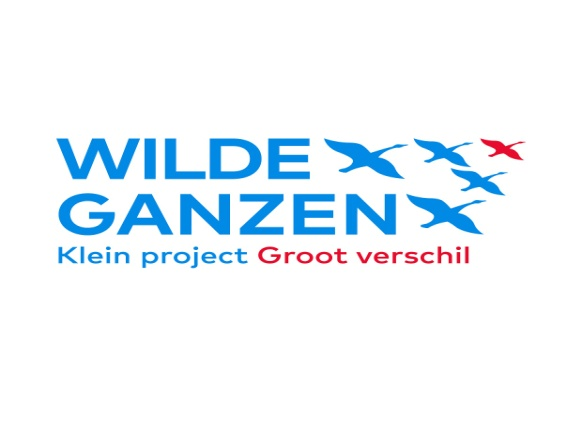 WILDE
GANZEN
Klein project Groot verschil